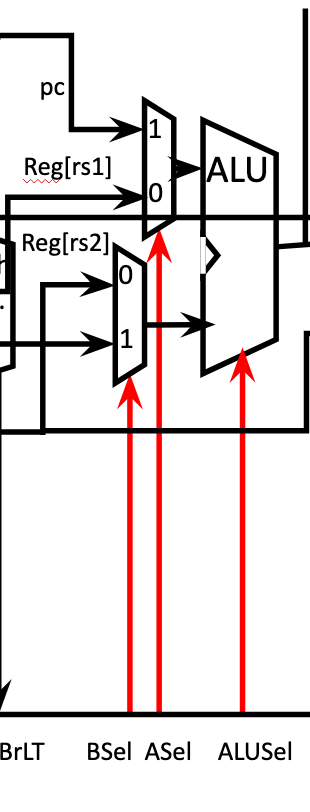 pc
1
Reg[rs1]
ALU
0
Reg[rs2]
0
1
BrLT BSel ASel ALUSel